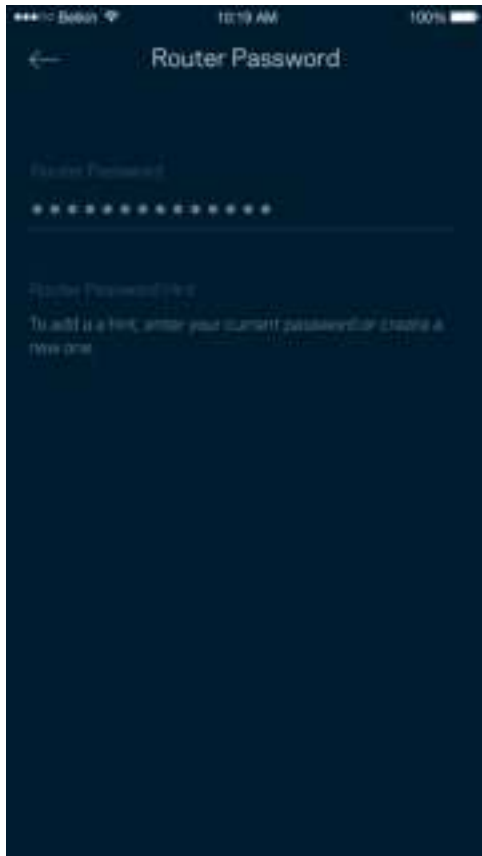 Belkin 10:19 AM 100%
← Router Password
Router Password
••••••••••••••
Router Password Hint
To add a a hint, enter your current password or create a
new one